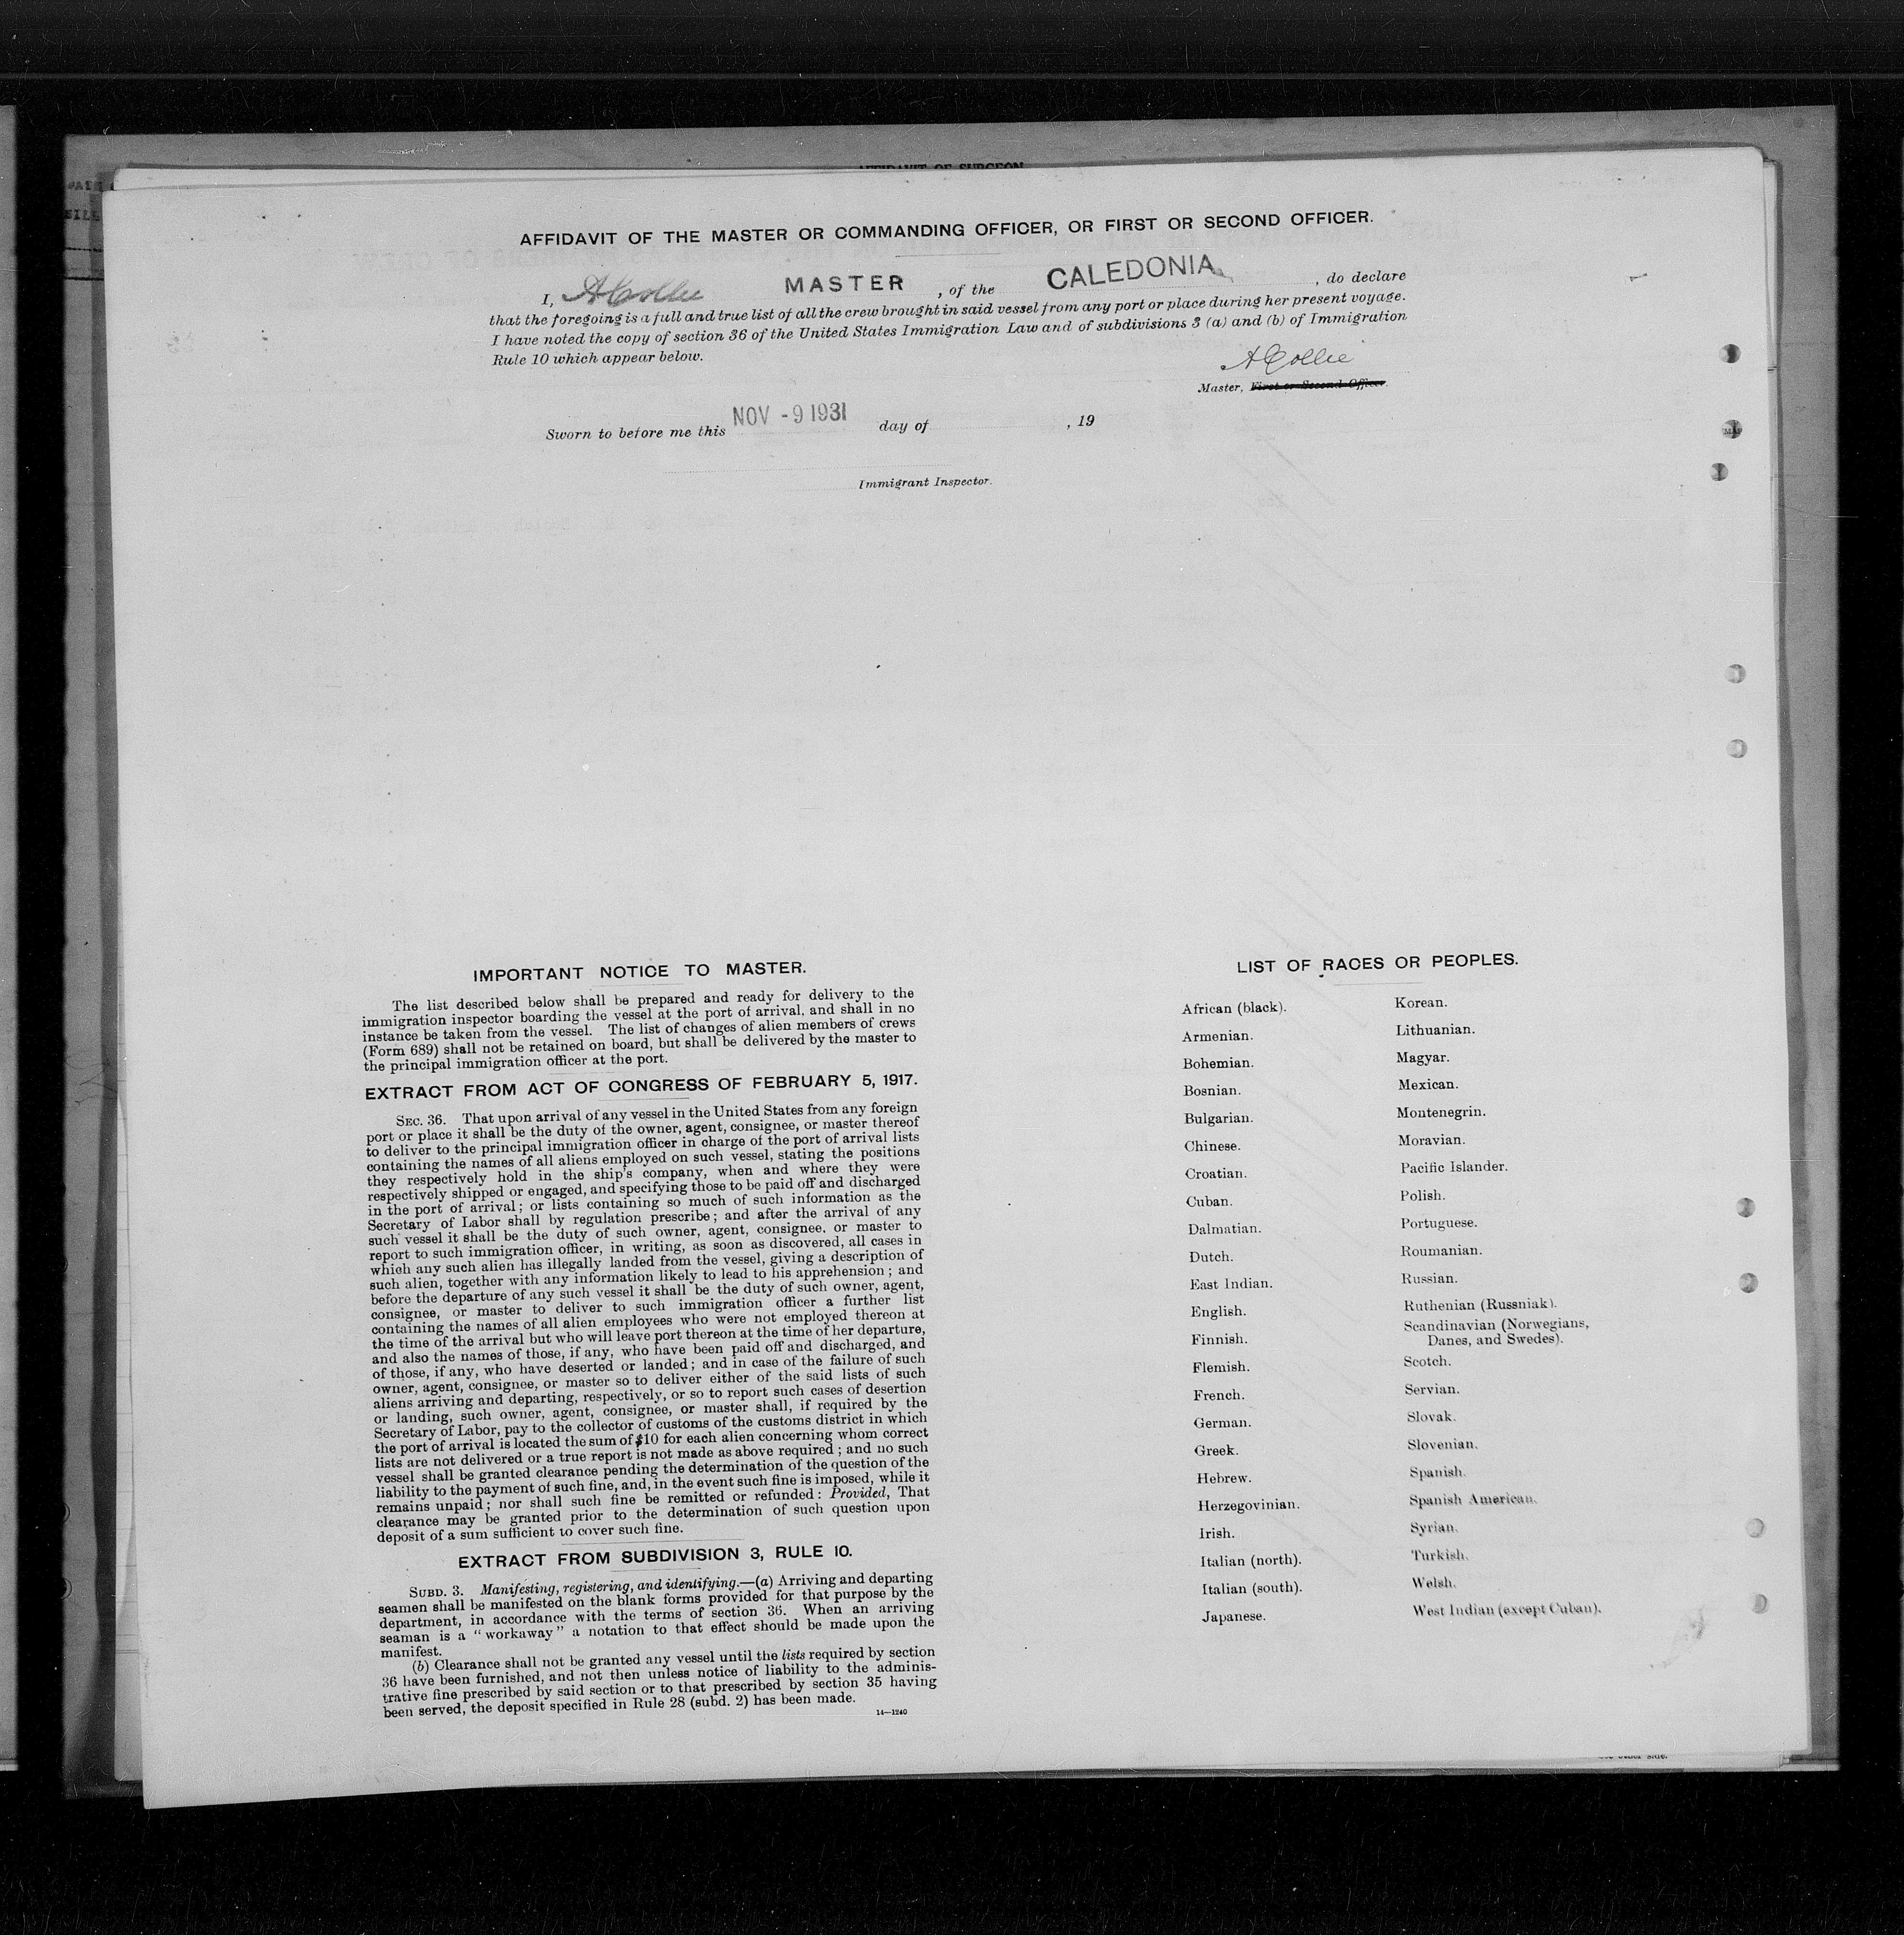 AFFIDAVIT OF SURGEON
AFFIDAVIT OF THE MASTER OR COMMANDING OFFICER, OR FIRST OR SECOND OFFICER.
I, A Collie MASTER, of the CALEDONIA, do declare
that the foregoing is a full and true list of all the crew brought in said vessel from any port or place during her present voyage.
I have noted the copy of section 36 of the United States Immigration Law and of subdivisions 3 (a) and (b) of Immigration
Rule 10 which appear below.
A Collie
Master, First or Second Officer.
Sworn to before me this NOV -9 1931 day of , 19
Immigrant Inspector.
IMPORTANT NOTICE TO MASTER.
The list described below shall be prepared and ready for delivery to the
immigration inspector boarding the vessel at the port of arrival, and shall in no
instance be taken from the vessel. The list of changes of alien members of crews
(Form 689) shall not be retained on board, but shall be delivered by the master to
the principal immigration officer at the port.
EXTRACT FROM ACT OF CONGRESS OF FEBRUARY 5, 1917.
SEC. 36. That upon arrival of any vessel in the United States from any foreign
port or place it shall be the duty of the owner, agent, consignee, or master thereof
to deliver to the principal immigration officer in charge of the port of arrival lists
containing the names of all aliens employed on such vessel, stating the positions
they respectively hold in the ship's company, when and where they were
respectively shipped or engaged, and specifying those to be paid off and discharged
in the port of arrival; or lists containing so much of such information as the
Secretary of Labor shall by regulation prescribe; and after the arrival of any
such vessel it shall be the duty of such owner, agent, consignee, or master to
report to such immigration officer, in writing, as soon as discovered, all cases in
which any such alien has illegally landed from the vessel, giving a description of
such alien, together with any information likely to lead to his apprehension; and
before the departure of any such vessel it shall be the duty of such owner, agent,
consignee, or master to deliver to such immigration officer a further list
containing the names of all alien employees who were not employed thereon at
the time of the arrival but who will leave port thereon at the time of her departure,
and also the names of those, if any, who have been paid off and discharged, and
of those, if any, who have deserted or landed; and in case of the failure of such
owner, agent, consignee, or master so to deliver either of the said lists of such
aliens arriving and departing, respectively, or so to report such cases of desertion
or landing, such owner, agent, consignee, or master shall, if required by the
Secretary of Labor, pay to the collector of customs of the customs district in which
the port of arrival is located the sum of $10 for each alien concerning whom correct
lists are not delivered or a true report is not made as above required; and no such
vessel shall be granted clearance pending the determination of the question of the
liability to the payment of such fine, and, in the event such fine is imposed, while it
remains unpaid; nor shall such fine be remitted or refunded: Provided, That
clearance may be granted prior to the determination of such question upon
deposit of a sum sufficient to cover such fine.
EXTRACT FROM SUBDIVISION 3, RULE 10.
SUBD. 3. Manifesting, registering, and identifying.—(a) Arriving and departing
seamen shall be manifested on the blank forms provided for that purpose by the
department, in accordance with the terms of section 36. When an arriving
seaman is a "workaway" a notation to that effect should be made upon the
manifest.
(b) Clearance shall not be granted any vessel until the lists required by section
36 have been furnished, and not then unless notice of liability to the adminis-
trative fine prescribed by said section or to that prescribed by section 35 having
been served, the deposit specified in Rule 28 (subd. 2) has been made.
14—1240
LIST OF RACES OR PEOPLES.
African (black).
Armenian.
Bohemian.
Bosnian.
Bulgarian.
Chinese.
Croatian.
Cuban.
Dalmatian.
Dutch.
East Indian.
English.
Finnish.
Flemish.
French.
German.
Greek.
Hebrew.
Herzegovinian.
Irish.
Italian (north).
Italian (south).
Japanese.
Korean.
Lithuanian.
Magyar.
Mexican.
Montenegrin.
Moravian.
Pacific Islander.
Polish.
Portuguese.
Roumanian.
Russian.
Ruthenian (Russniak).
Scandinavian (Norwegians,
Danes, and Swedes).
Scotch.
Servian.
Slovak.
Slovenian.
Spanish.
Spanish American.
Syrian.
Turkish.
Welsh.
West Indian (except Cuban).
other side.